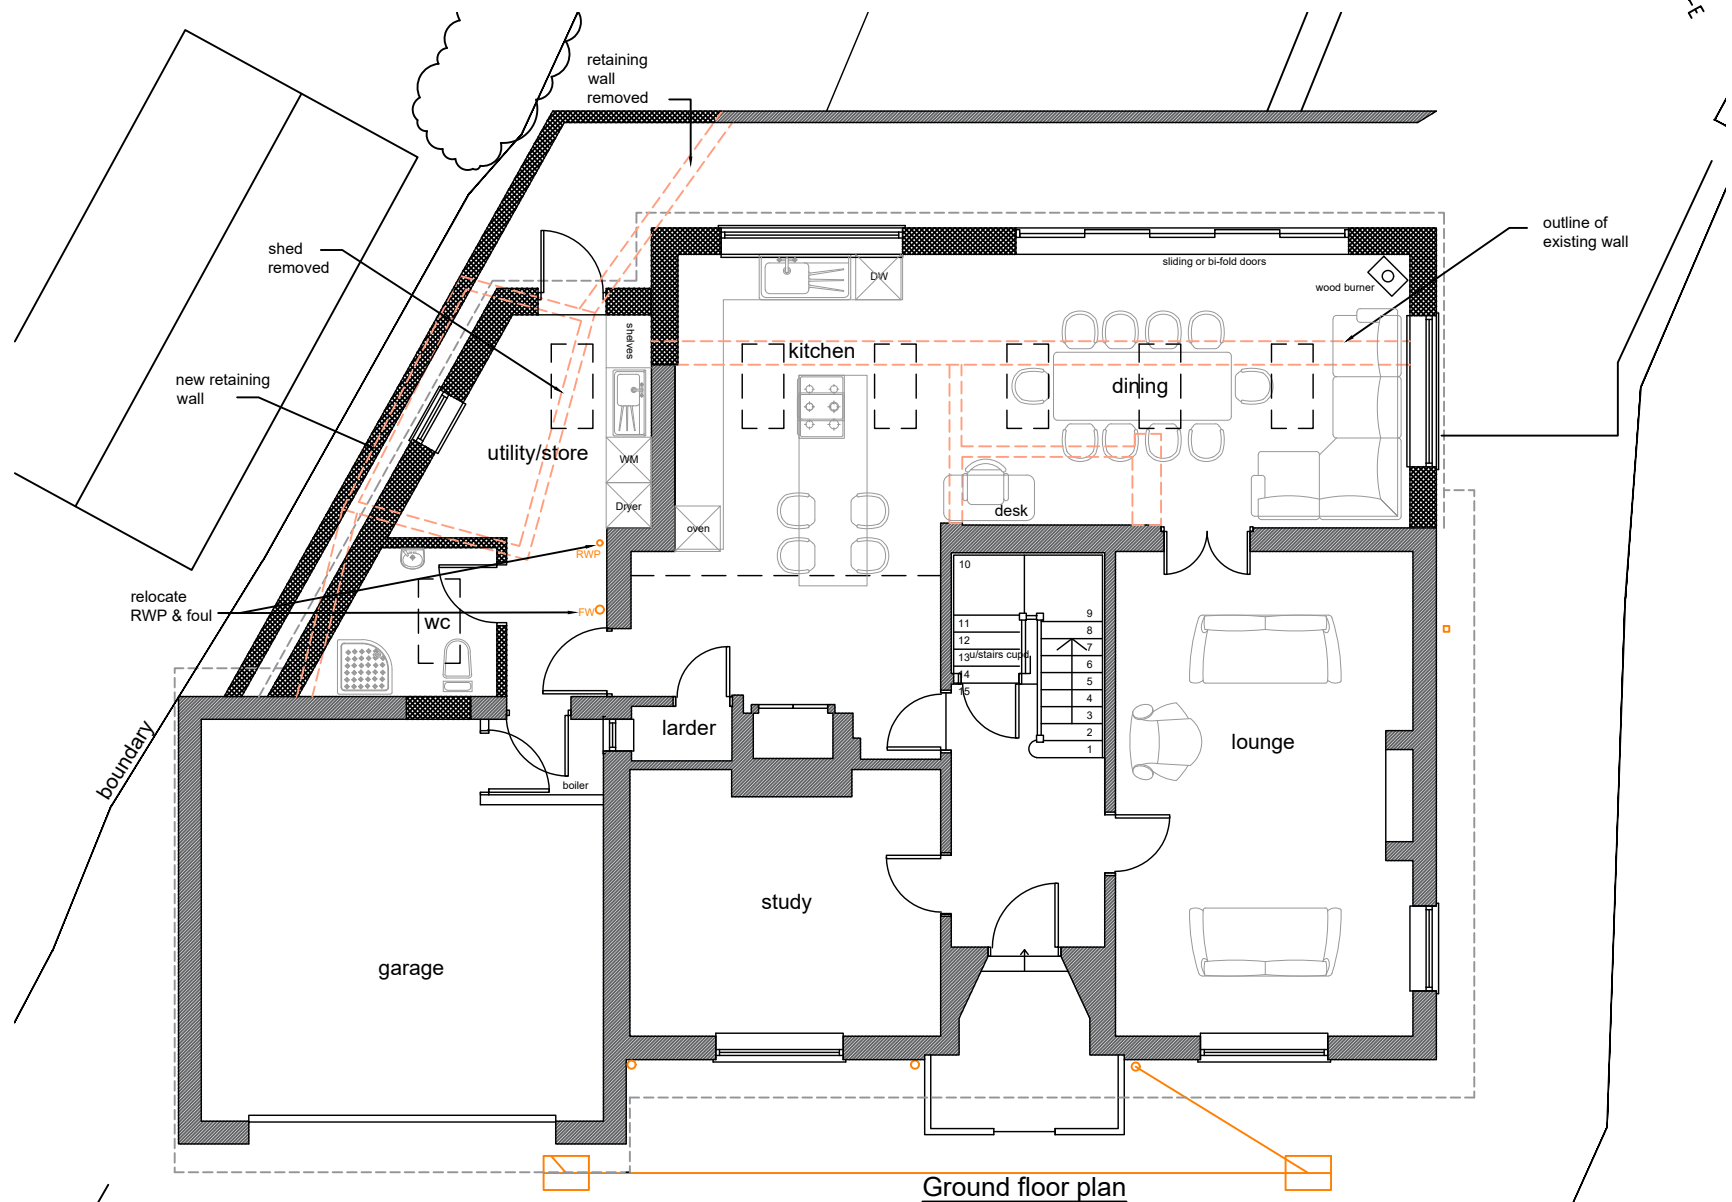 -E
retaining
wall
removed
shed
removed
outline of
existing wall
sliding or bi-fold doors
DW
wood burner
shelves
kitchen
dining
new retaining
wall
utility/store
WM
Dryer
oven
desk
RWP
relocate
RWP & foul
FW
wc
10
11
12
13
14
15
u/stairs cupd
9
8
7
6
5
4
3
2
1
larder
lounge
boundary
boiler
study
garage
Ground floor plan